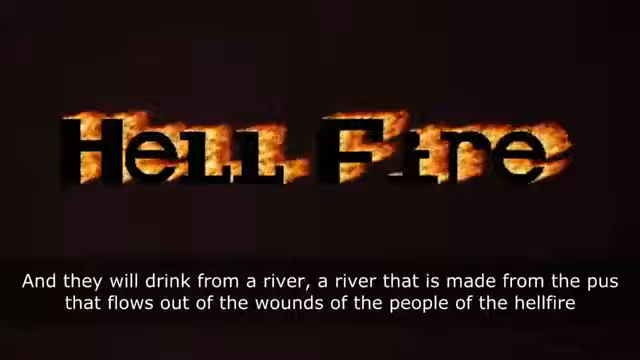 Hell Fire
And they will drink from a river, a river that is made from the pus
that flows out of the wounds of the people of the hellfire